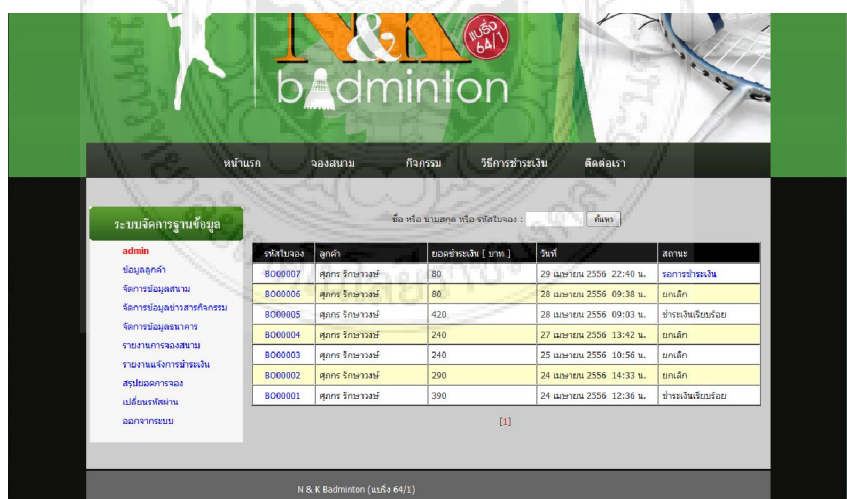 N&K
แบริ่ง 64/1
badminton
หน้าแรก จองสนาม กิจกรรม วิธีการชำระเงิน ติดต่อเรา
ระบบจัดการฐานข้อมูล
admin
ข้อมูลลูกค้า
จัดการข้อมูลสนาม
จัดการข้อมูลข่าวสารกิจกรรม
จัดการข้อมูลธนาคาร
รายงานการจองสนาม
รายงานแจ้งการชำระเงิน
สรุปยอดการจอง
เปลี่ยนรหัสผ่าน
ออกจากระบบ
ชื่อ หรือ นามสกุล หรือ รหัสใบจอง : ค้นหา
รหัสใบจอง ลูกค้า ยอดชำระเงิน [ บาท ] วันที่ สถานะ
BO00007 ศุภกร รักษาวงษ์ 80 29 เมษายน 2556 22:40 น. รอการชำระเงิน
BO00006 ศุภกร รักษาวงษ์ 80 28 เมษายน 2556 09:38 น. ยกเลิก
BO00005 ศุภกร รักษาวงษ์ 420 28 เมษายน 2556 09:03 น. ชำระเงินเรียบร้อย
BO00004 ศุภกร รักษาวงษ์ 240 27 เมษายน 2556 13:42 น. ยกเลิก
BO00003 ศุภกร รักษาวงษ์ 240 25 เมษายน 2556 10:56 น. ยกเลิก
BO00002 ศุภกร รักษาวงษ์ 290 24 เมษายน 2556 14:33 น. ยกเลิก
BO00001 ศุภกร รักษาวงษ์ 390 24 เมษายน 2556 12:36 น. ชำระเงินเรียบร้อย
[1]
N & K Badminton (แบริ่ง 64/1)